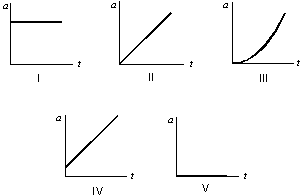 a a a
t t t
I II III
a a
t t
IV V